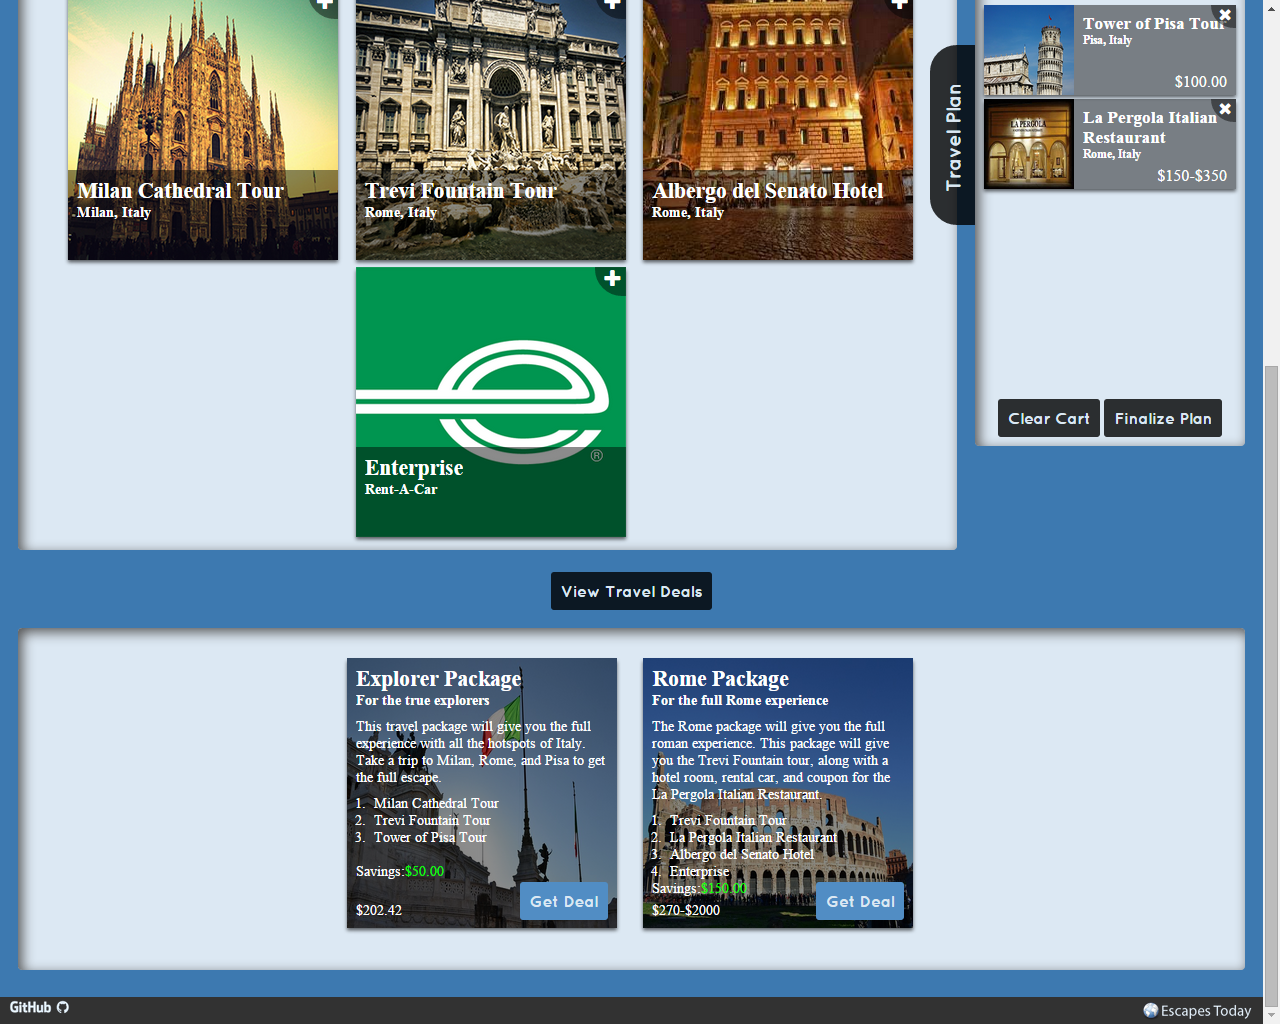 Milan Cathedral Tour
Milan, Italy
Trevi Fountain Tour
Rome, Italy
Albergo del Senato Hotel
Rome, Italy
Enterprise
Rent-A-Car
®
Travel Plan
Tower of Pisa Tour
Pisa, Italy
$100.00
LA PERGOLA
La Pergola Italian
Restaurant
Rome, Italy
$150-$350
Clear Cart
Finalize Plan
View Travel Deals
Explorer Package
For the true explorers
This travel package will give you the full
experience with all the hotspots of Italy.
Take a trip to Milan, Rome, and Pisa to get
the full escape.
1. Milan Cathedral Tour
2. Trevi Fountain Tour
3. Tower of Pisa Tour
Savings:$50.00
$202.42
Get Deal
Rome Package
For the full Rome experience
The Rome package will give you the full
roman experience. This package will give
you the Trevi Fountain tour, along with a
hotel room, rental car, and coupon for the
La Pergola Italian Restaurant.
1. Trevi Fountain Tour
2. La Pergola Italian Restaurant
3. Albergo del Senato Hotel
4. Enterprise
Savings:$150.00
$270-$2000
Get Deal
GitHub
Escapes Today